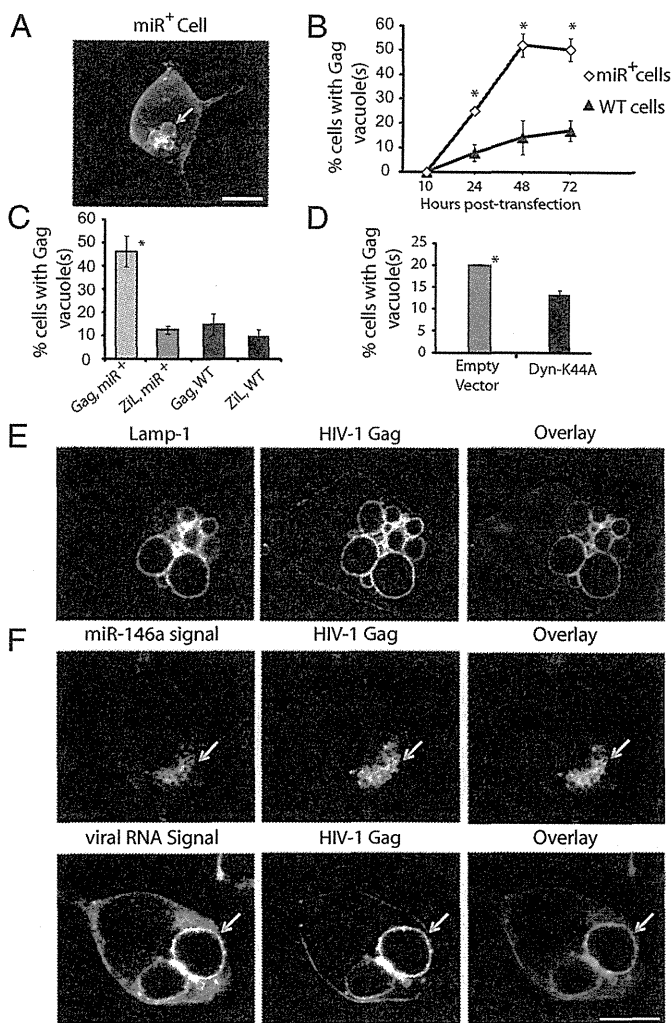 A
miR+ Cell
B
% cells with Gag
vacuole(s)
60
50
40
30
20
10
0
*
*
*
10
24
48
72
Hours post-transfection
miR+cells
WT cells
C
% cells with Gag
vacuole(s)
60
50
40
30
20
10
0
*
Gag, miR+
ZiL, miR+
Gag, WT
ZiL, WT
D
% cells with Gag
vacuole(s)
25
20
15
10
5
0
*
Empty
Vector
Dyn-K44A
E
Lamp-1
HIV-1 Gag
Overlay
F
miR-146a signal
HIV-1 Gag
Overlay
viral RNA Signal
HIV-1 Gag
Overlay